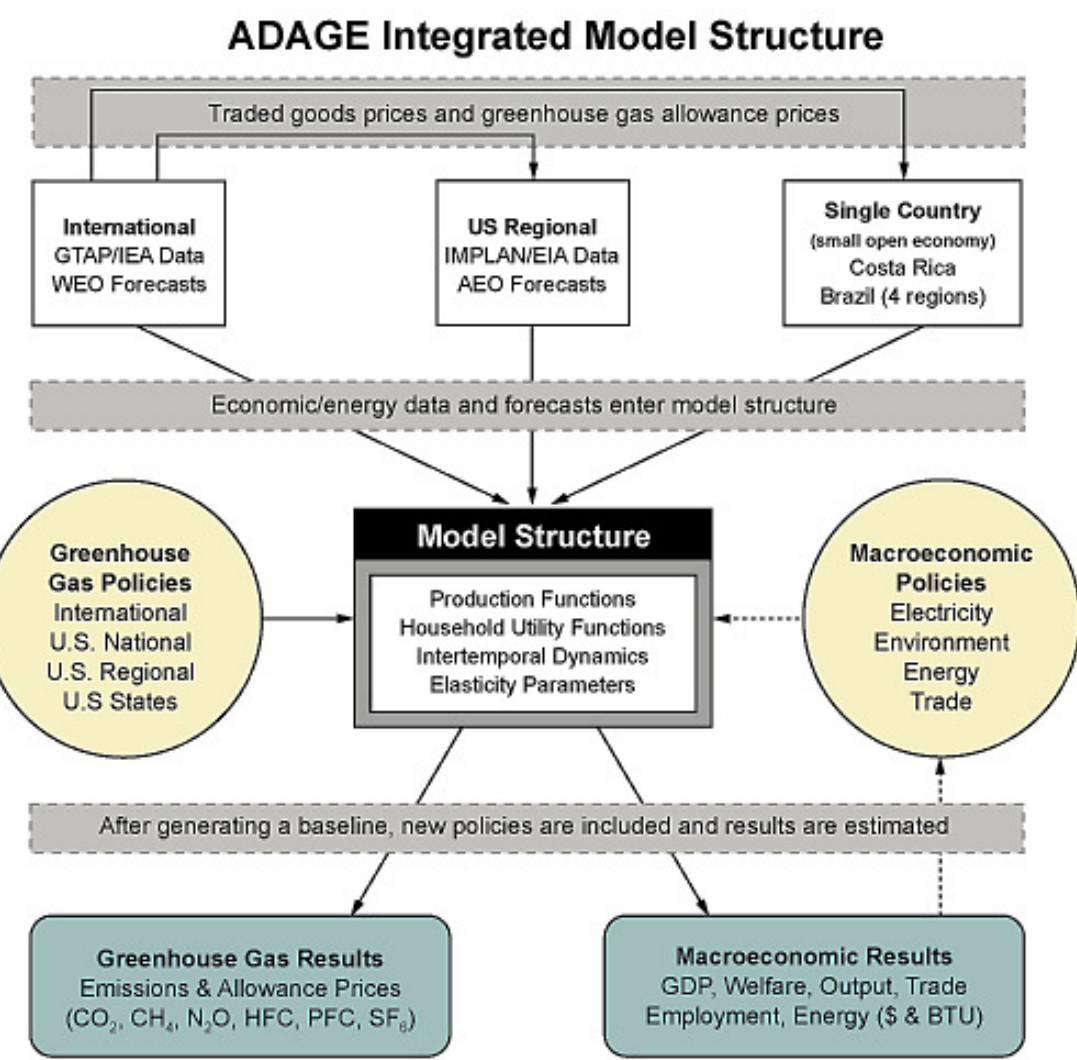 ADAGE Integrated Model Structure
Traded goods prices and greenhouse gas allowance prices
International
GTAP/IEA Data
WEO Forecasts
US Regional
IMPLAN/EIA Data
AEO Forecasts
Single Country
(small open economy)
Costa Rica
Brazil (4 regions)
Economic/energy data and forecasts enter model structure
Greenhouse
Gas Policies
International
U.S. National
U.S. Regional
U.S States
Model Structure
Production Functions
Household Utility Functions
Intertemporal Dynamics
Elasticity Parameters
Macroeconomic
Policies
Electricity
Environment
Energy
Trade
After generating a baseline, new policies are included and results are estimated
Greenhouse Gas Results
Emissions & Allowance Prices
(CO₂, CH₄, N₂O, HFC, PFC, SF₆)
Macroeconomic Results
GDP, Welfare, Output, Trade
Employment, Energy ($ & BTU)